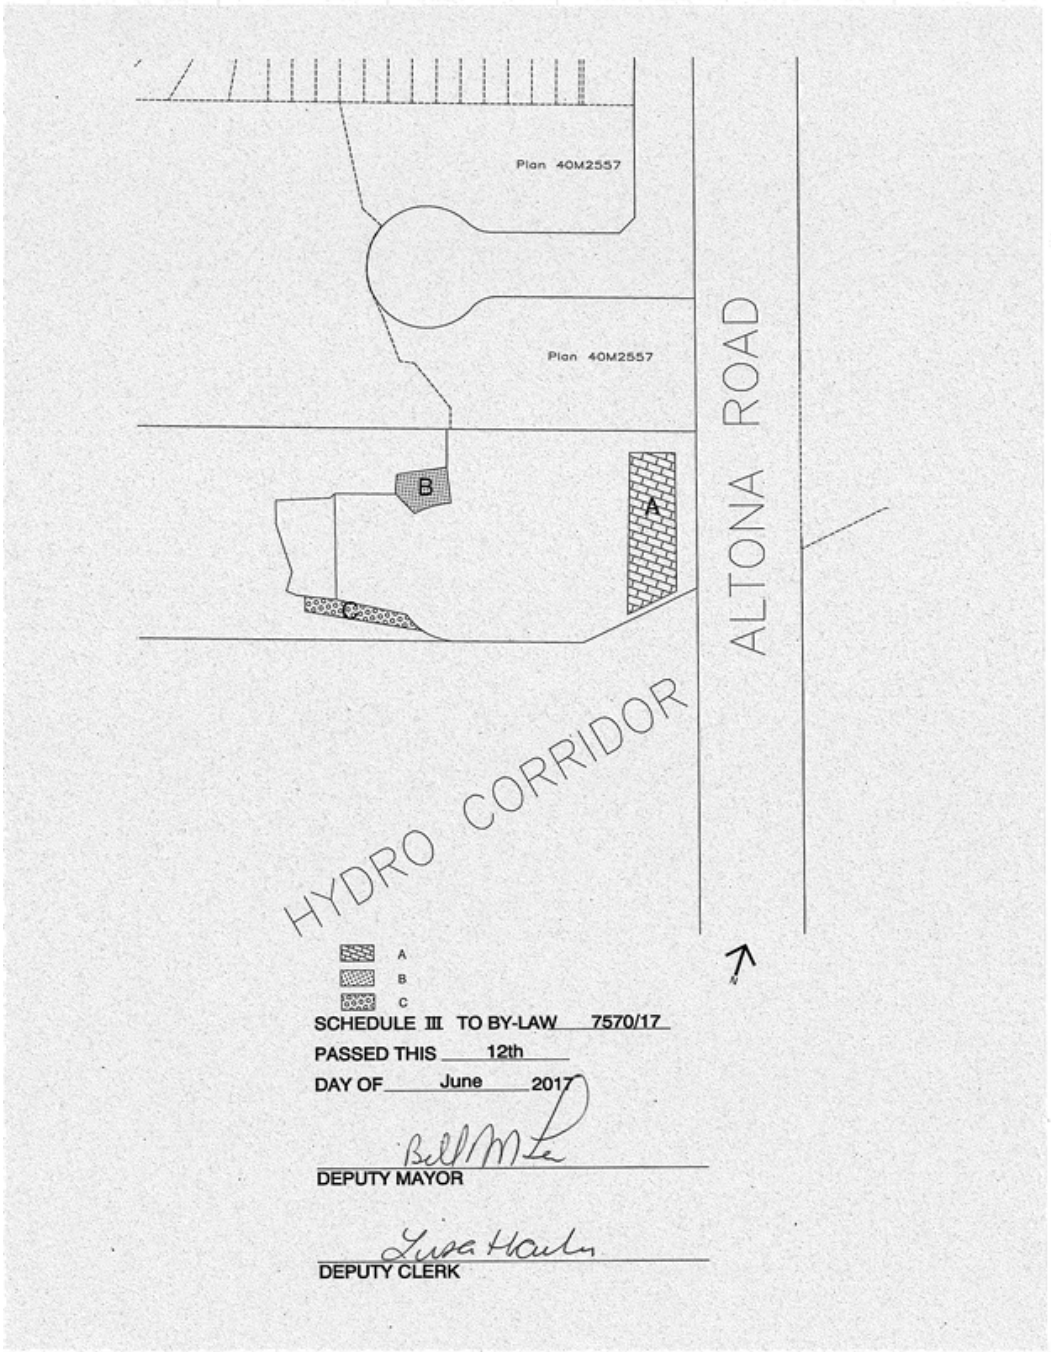 Plan 40M2557
Plan 40M2557
ALTONA ROAD
B
A
C
HYDRO CORRIDOR
N
A
B
C
SCHEDULE III TO BY-LAW 7570/17
PASSED THIS 12th
DAY OF June 2017
DEPUTY MAYOR
DEPUTY CLERK